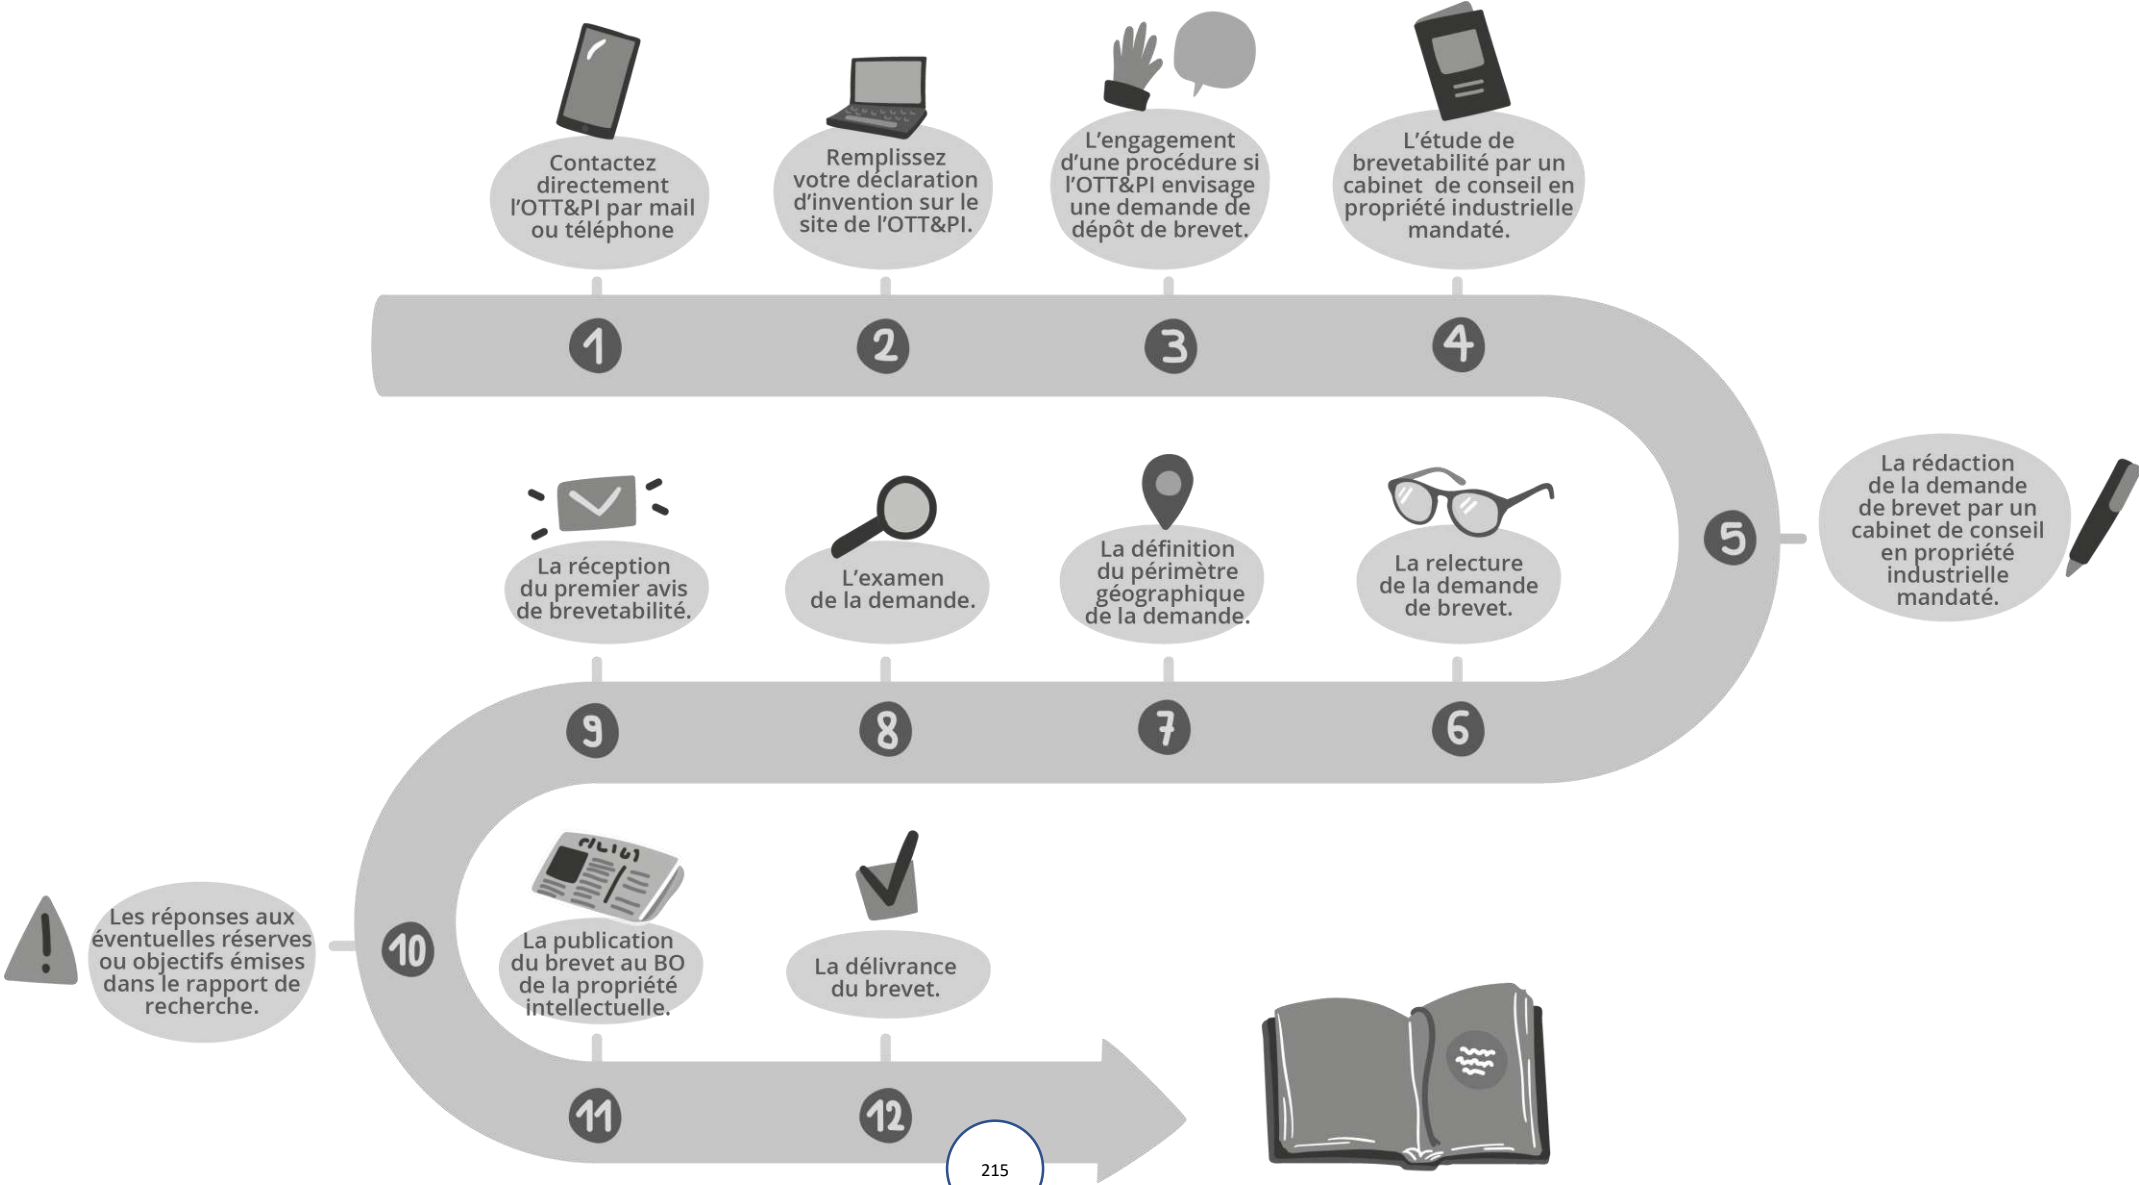 Contactez
directement
l'OTT&PI par mail
ou téléphone
1
Remplissez
votre déclaration
d'invention sur le
site de l'OTT&PI.
2
L'engagement
d'une procédure si
l'OTT&PI envisage
une demande de
dépôt de brevet.
3
L'étude de
brevetabilité par un
cabinet de conseil en
propriété industrielle
mandaté.
4
La rédaction
de la demande
de brevet par un
cabinet de conseil
en propriété
industrielle
mandaté.
5
La relecture
de la demande
de brevet.
6
La définition
du périmètre
géographique
de la demande.
7
L'examen
de la demande.
8
La réception
du premier avis
de brevetabilité.
9
Les réponses aux
éventuelles réserves
ou objectifs émises
dans le rapport de
recherche.
10
La publication
du brevet au BO
de la propriété
intellectuelle.
11
La délivrance
du brevet.
12
215